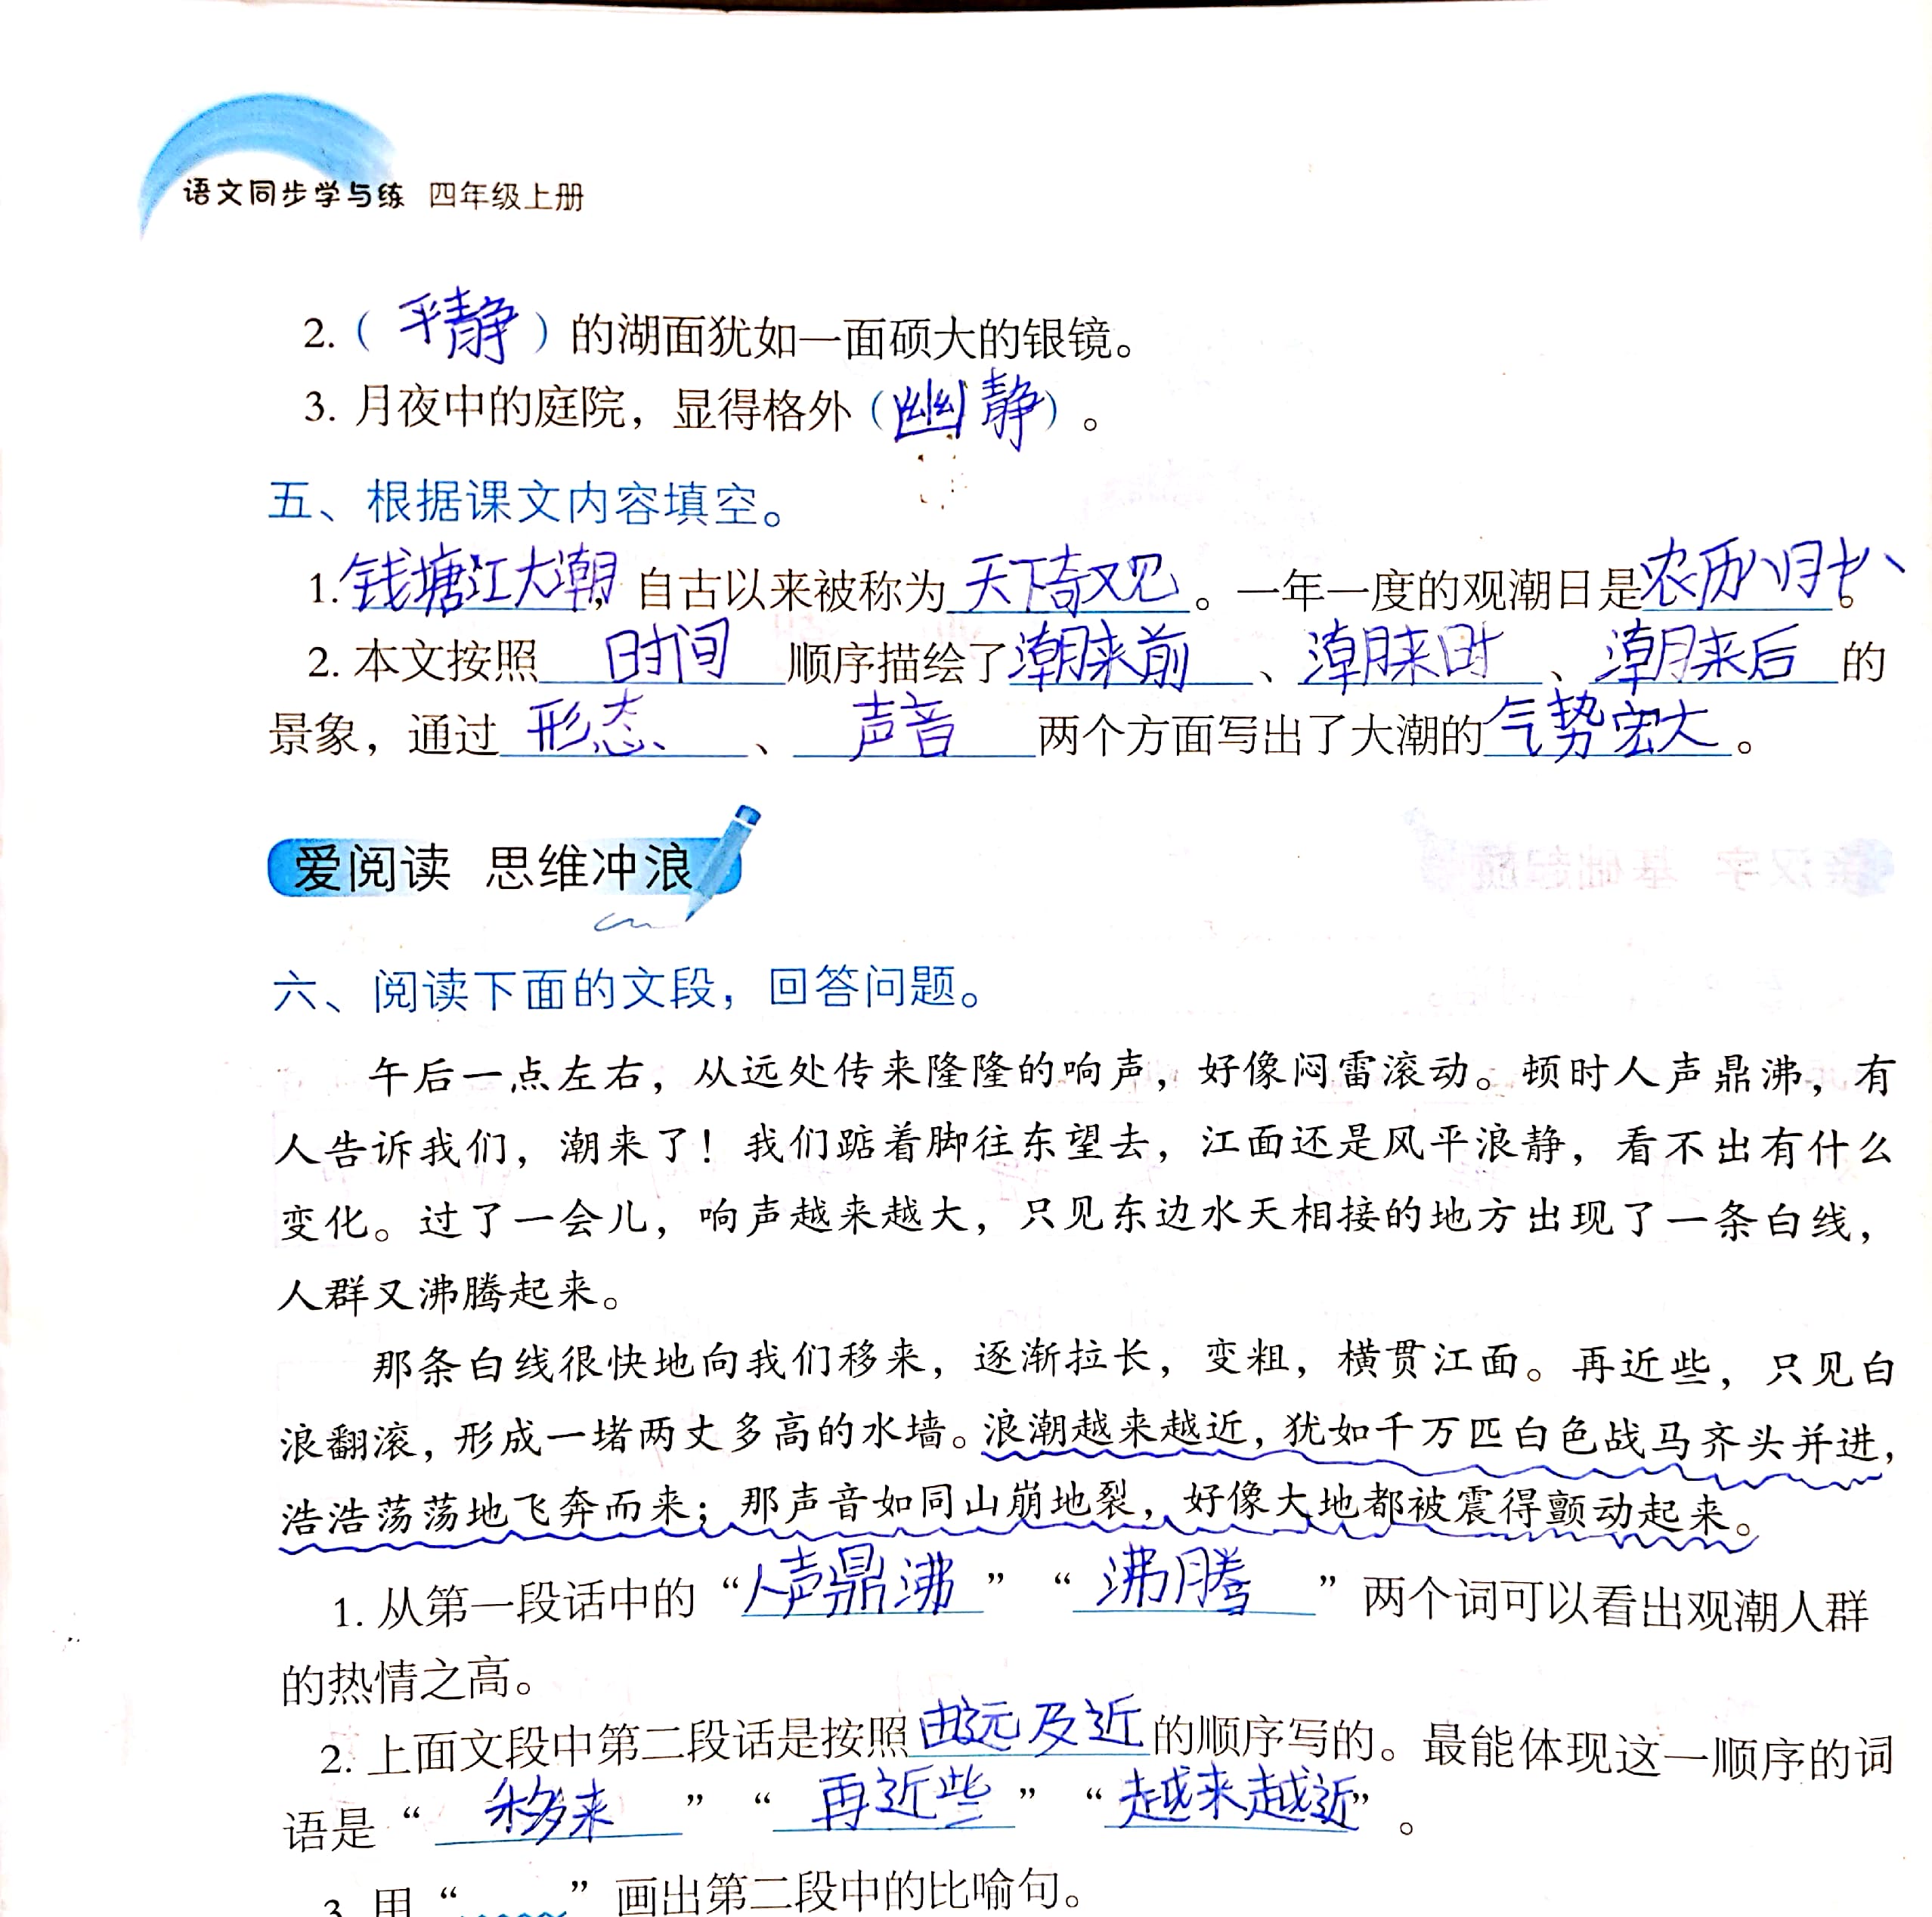 语文同步学与练 四年级上册
2.（平静）的湖面犹如一面硕大的银镜。
3. 月夜中的庭院，显得格外（幽静）。
五、根据课文内容填空。
1.钱塘江大潮，自古以来被称为天下奇观。一年一度的观潮日是农历八月十八。
2. 本文按照时间顺序描绘了潮来前、潮来时、潮来后的
景象，通过形态、声音两个方面写出了大潮的气势宏大。
爱阅读 思维冲浪
六、阅读下面的文段，回答问题。
午后一点左右，从远处传来隆隆的响声，好像闷雷滚动。顿时人声鼎沸，有
人告诉我们，潮来了！我们踮着脚往东望去，江面还是风平浪静，看不出有什么
变化。过了一会儿，响声越来越大，只见东边水天相接的地方出现了一条白线，
人群又沸腾起来。
那条白线很快地向我们移来，逐渐拉长，变粗，横贯江面。再近些，只见白
浪翻滚，形成一堵两丈多高的水墙。浪潮越来越近，犹如千万匹白色战马齐头并进，
浩浩荡荡地飞奔而来；那声音如同山崩地裂，好像大地都被震得颤动起来。
1. 从第一段话中的“人声鼎沸”“沸腾”两个词可以看出观潮人群
的热情之高。
2. 上面文段中第二段话是按照由远及近的顺序写的。最能体现这一顺序的词
语是“移来”“再近些”“越来越近”。
3. 用“﹏﹏”画出第二段中的比喻句。